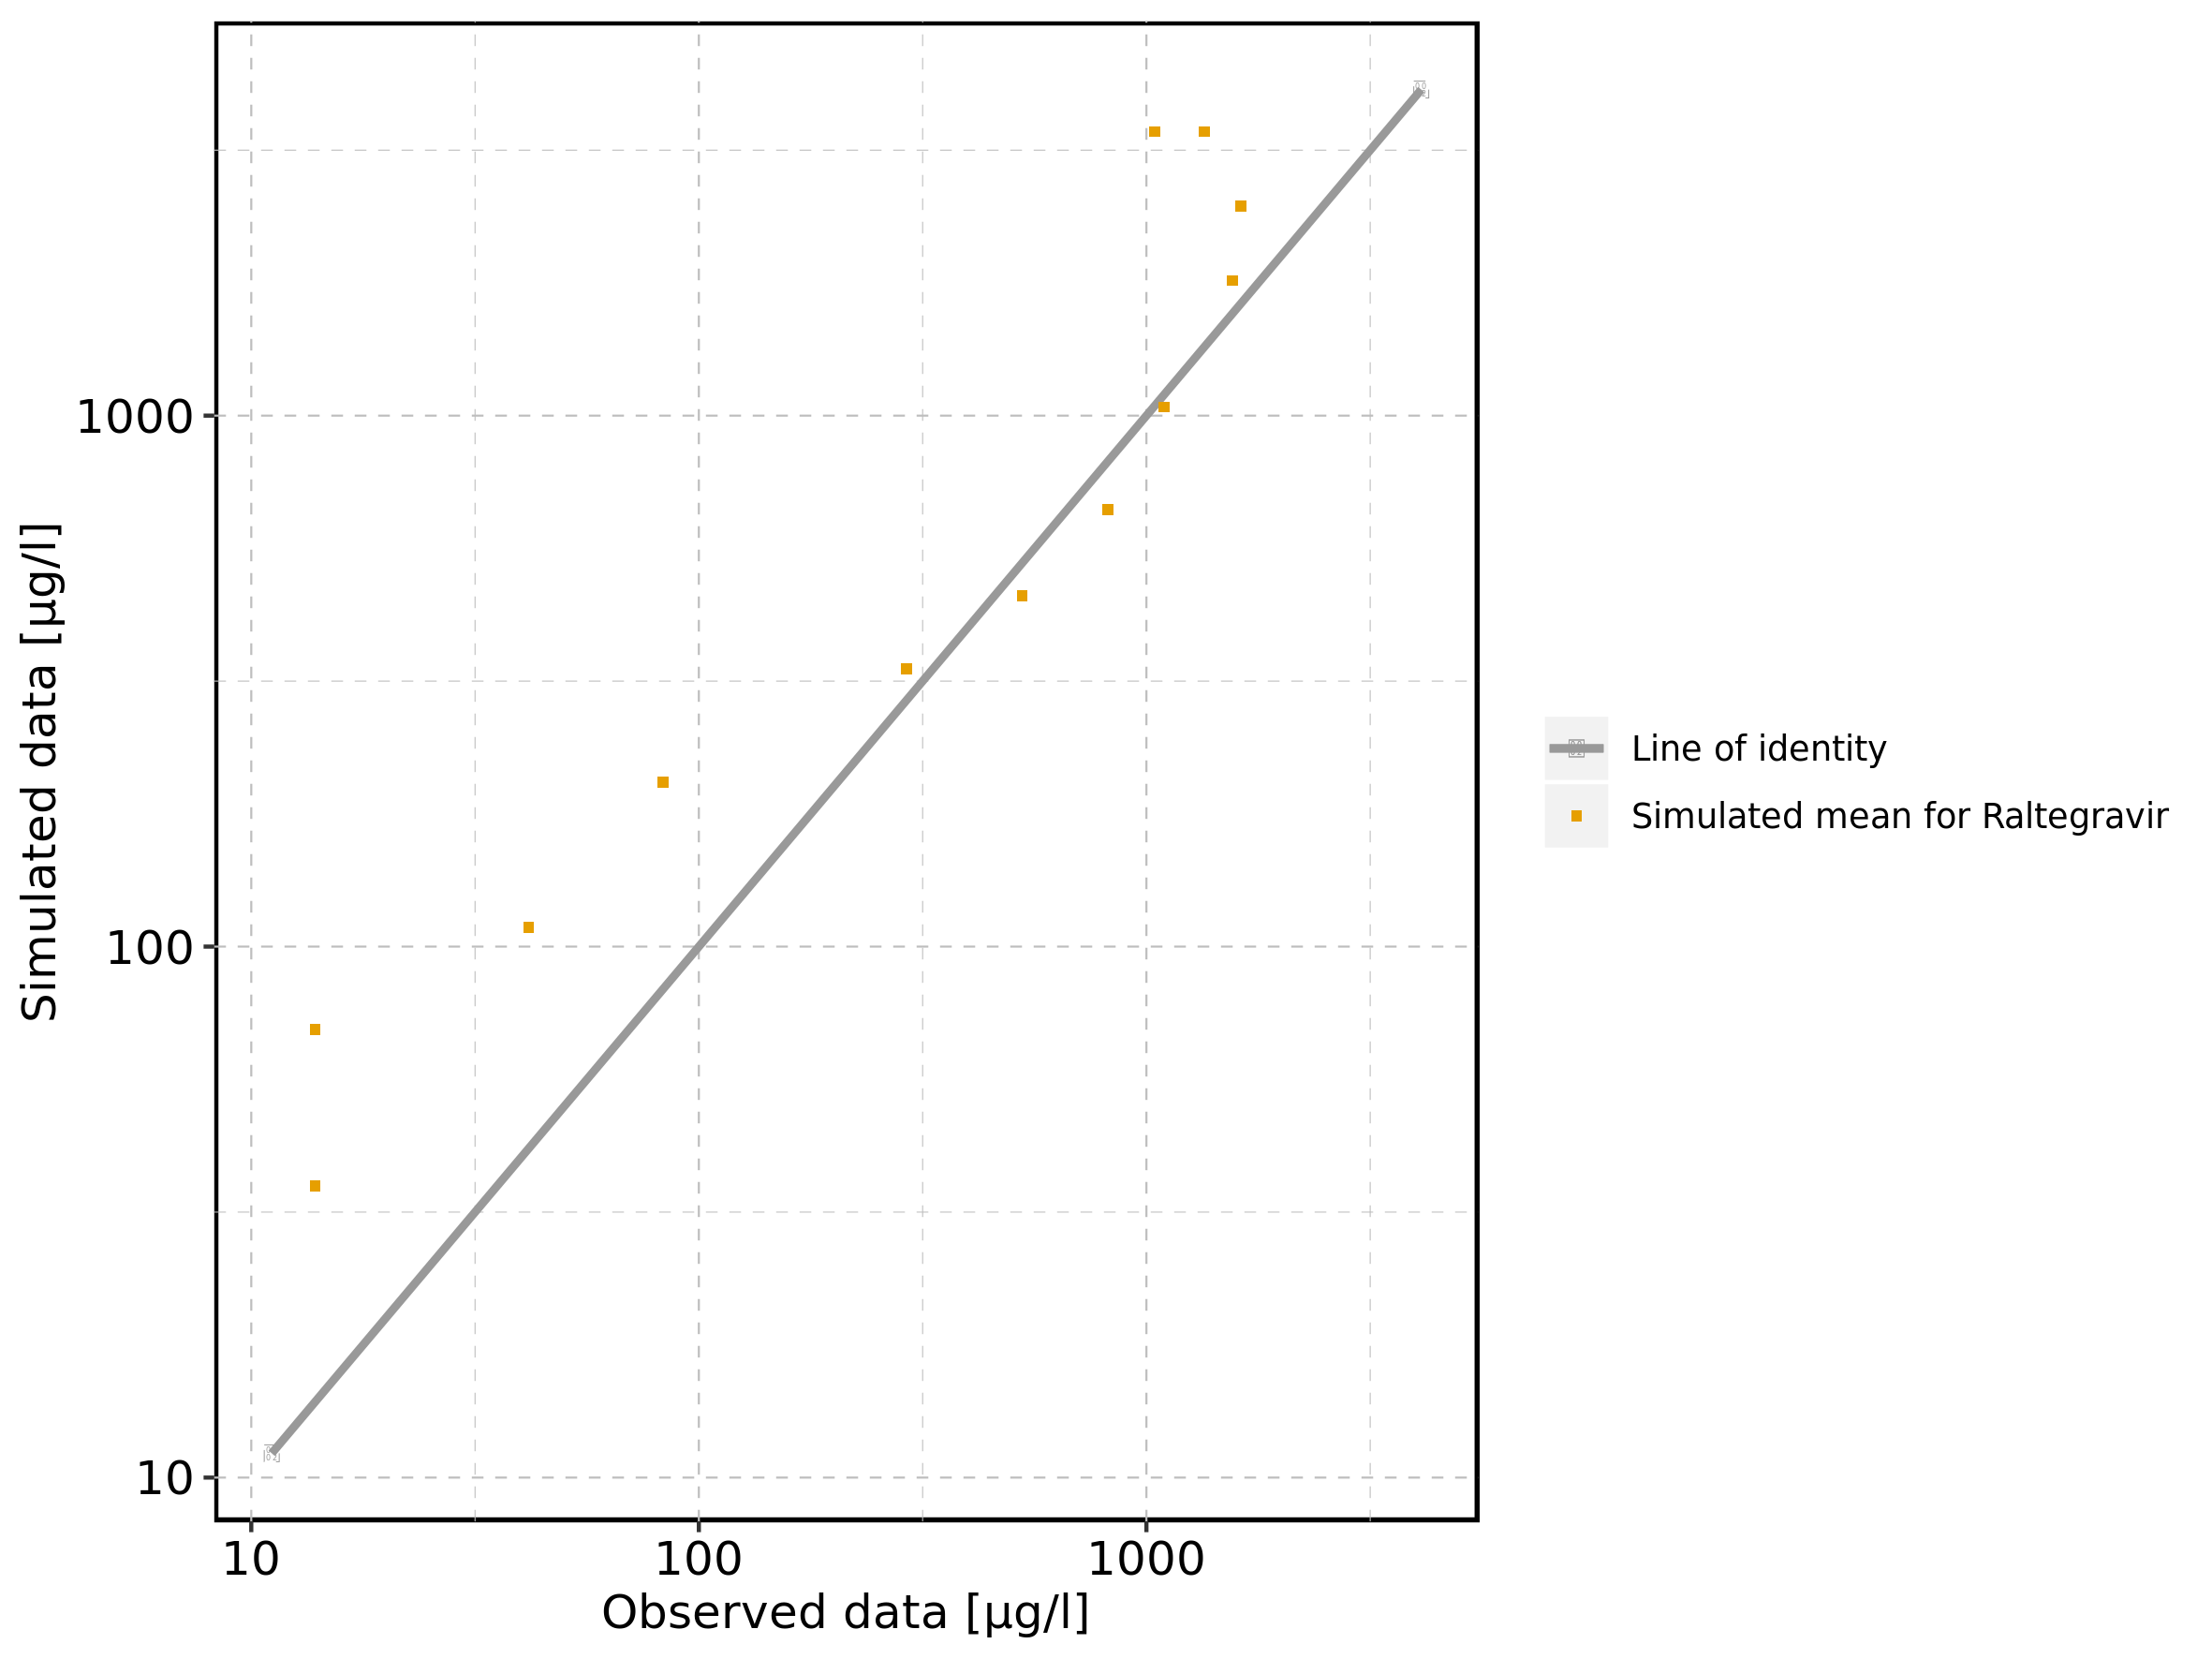 1000
100
10
10
100
1000
Observed data [µg/l]
Simulated data [µg/l]
Line of identity
Simulated mean for Raltegravir